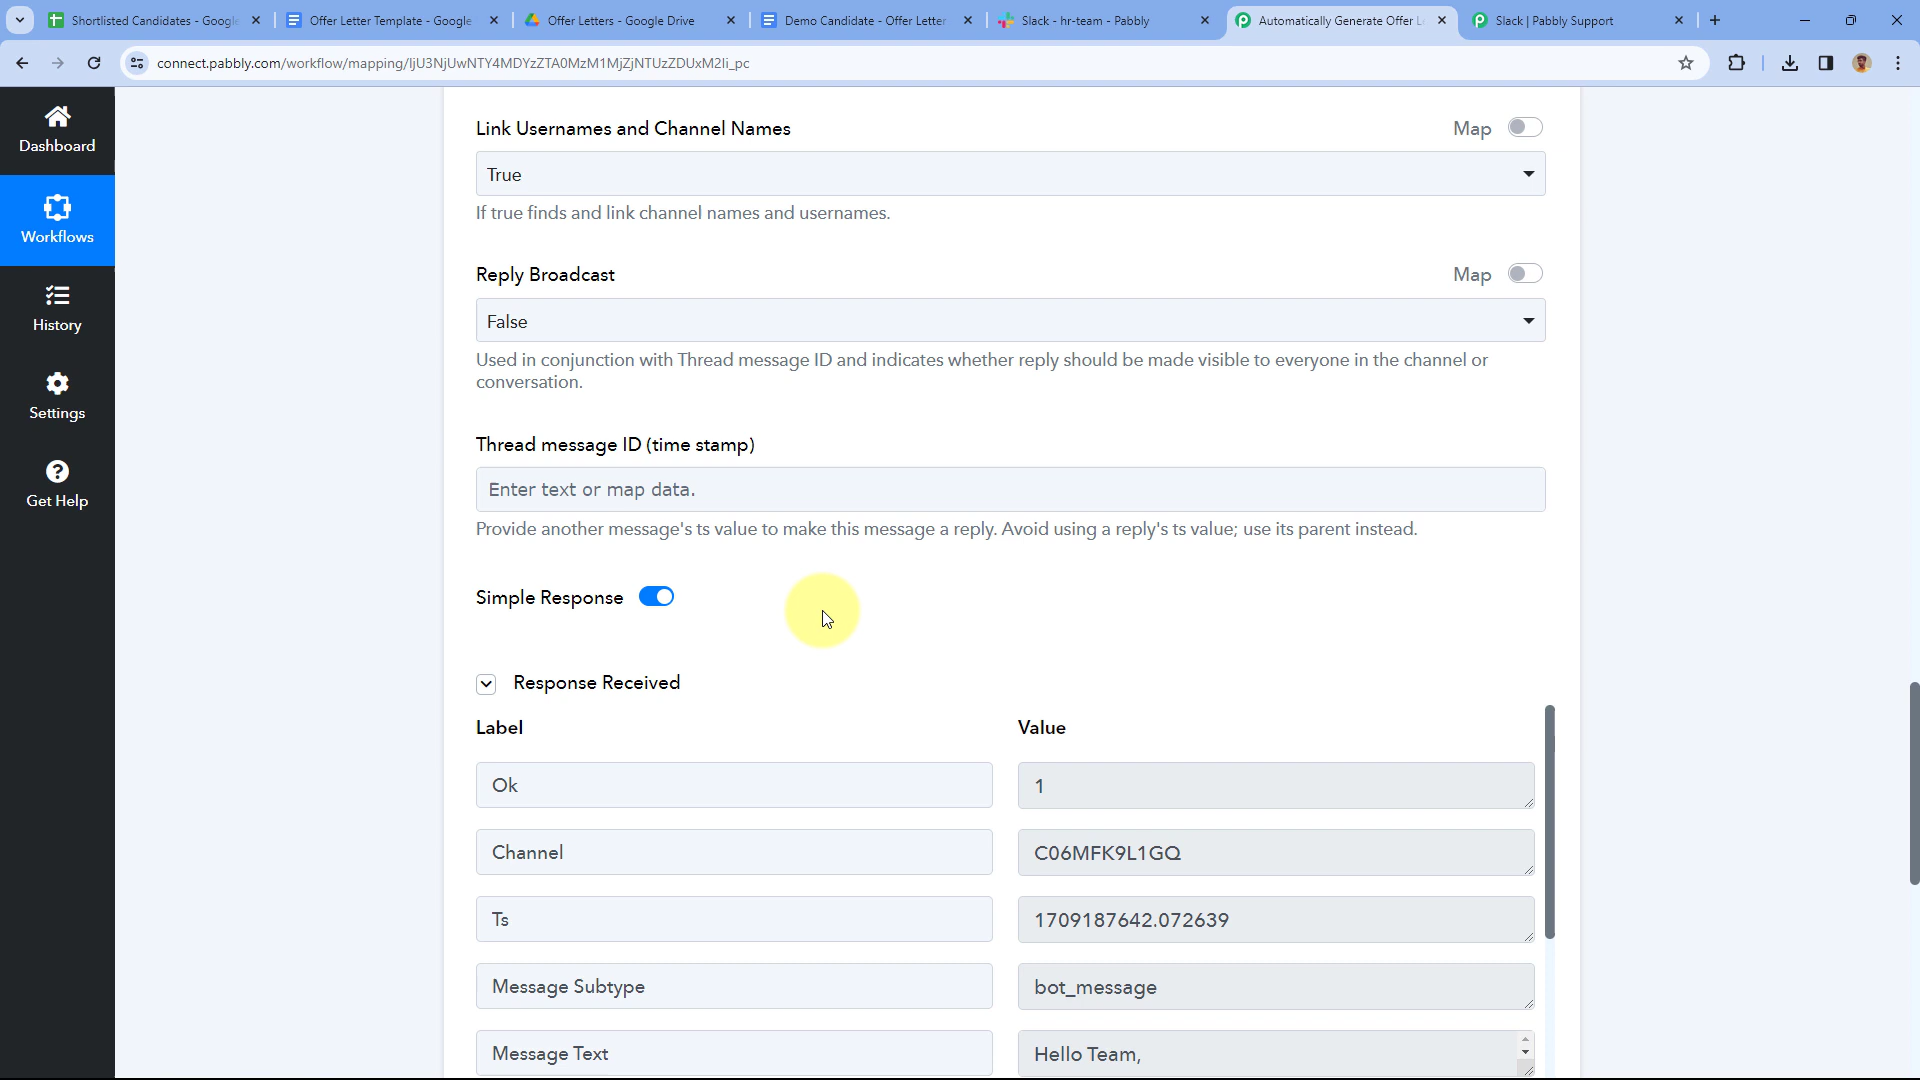 Shortlisted Candidates - Google
Offer Letter Template - Google
Offer Letters - Google Drive
Demo Candidate - Offer Letter
Slack - hr-team - Pabbly
Automatically Generate Offer L
Slack | Pabbly Support
connect.pabbly.com/workflow/mapping/IjU3NjUwNTY4MDYzZTA0MzM1MjZjNTUzZDUxM2Ii_pc
Dashboard
Workflows
History
Settings
Get Help
Link Usernames and Channel Names
Map
True
If true finds and link channel names and usernames.
Reply Broadcast
Map
False
Used in conjunction with Thread message ID and indicates whether reply should be made visible to everyone in the channel or
conversation.
Thread message ID (time stamp)
Enter text or map data.
Provide another message's ts value to make this message a reply. Avoid using a reply's ts value; use its parent instead.
Simple Response
Response Received
Label
Value
Ok
1
Channel
C06MFK9L1GQ
Ts
1709187642.072639
Message Subtype
bot_message
Message Text
Hello Team,